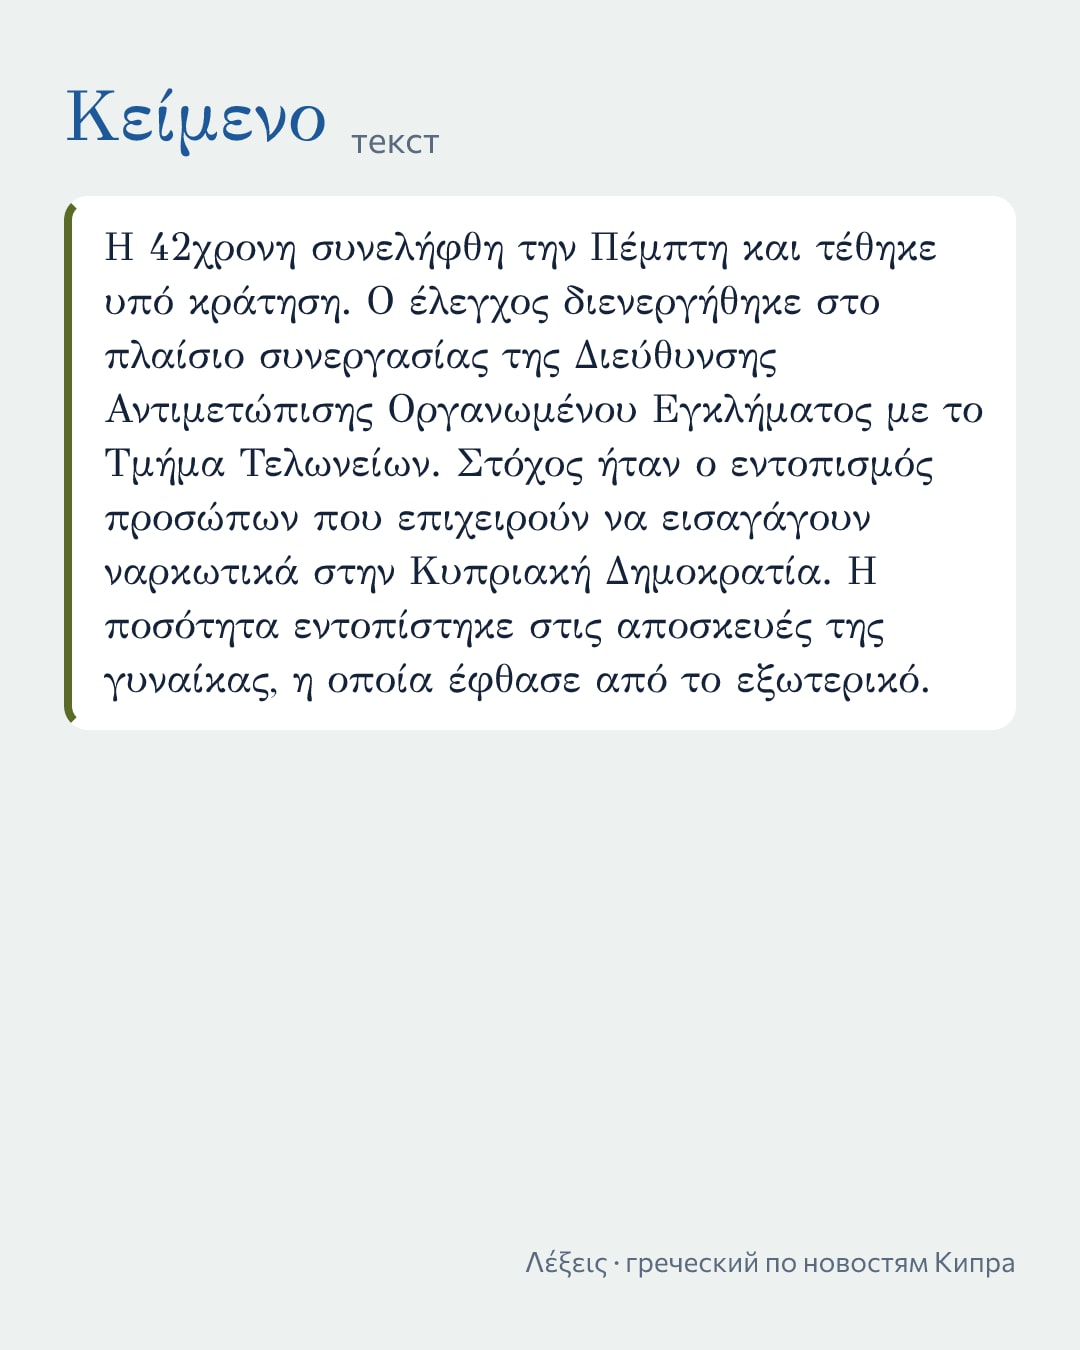 Κείμενο текст
Η 42χρονη συνελήφθη την Πέμπτη και τέθηκε
υπό κράτηση. Ο έλεγχος διενεργήθηκε στο
πλαίσιο συνεργασίας της Διεύθυνσης
Αντιμετώπισης Οργανωμένου Εγκλήματος με το
Τμήμα Τελωνείων. Στόχος ήταν ο εντοπισμός
προσώπων που επιχειρούν να εισαγάγουν
ναρκωτικά στην Κυπριακή Δημοκρατία. Η
ποσότητα εντοπίστηκε στις αποσκευές της
γυναίκας, η οποία έφθασε από το εξωτερικό.
Λέξεις · греческий по новостям Кипра